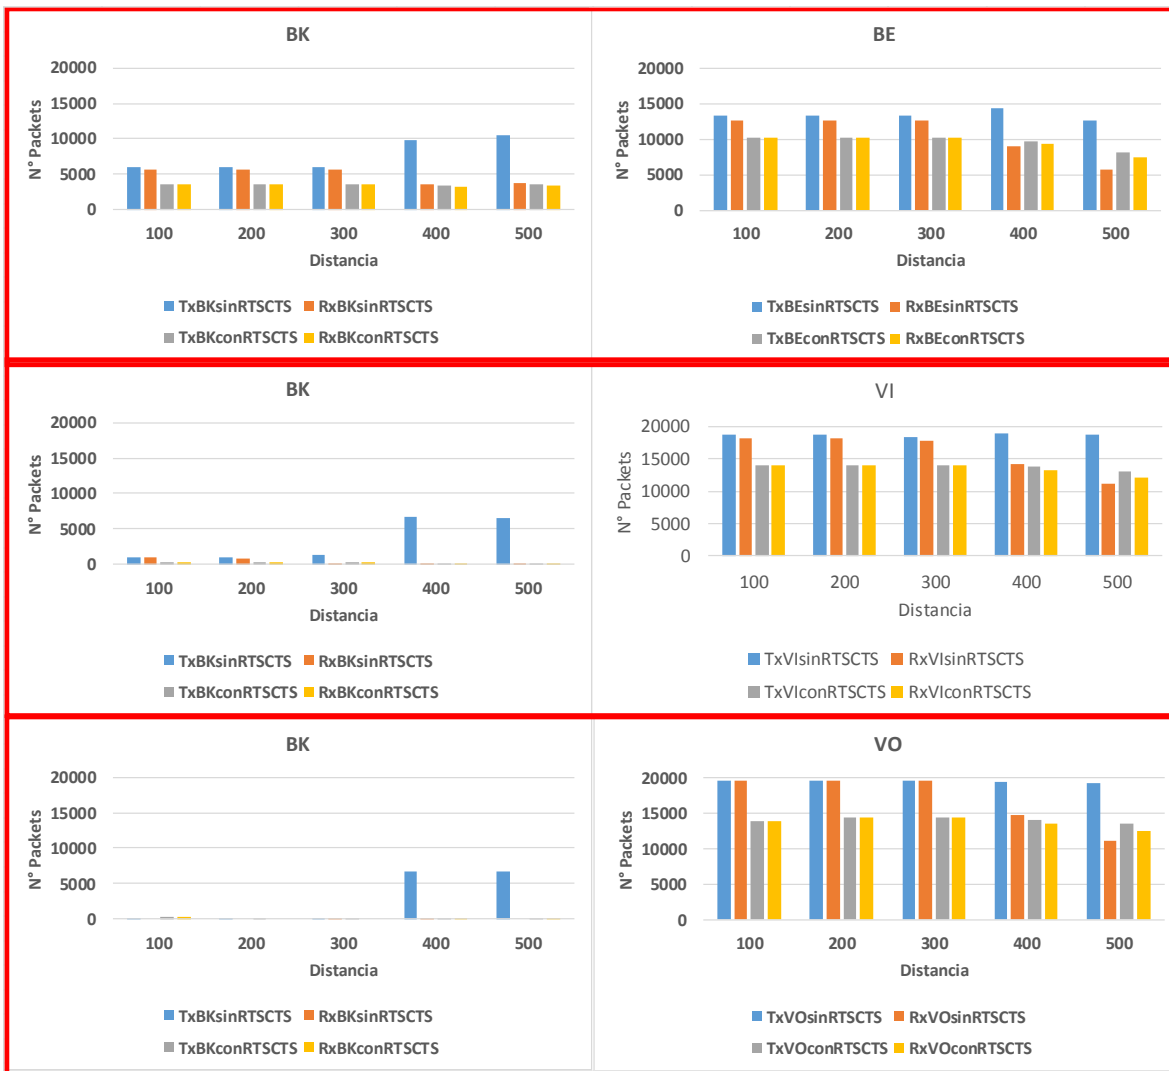 BK
20000
15000
10000
5000
0
N° Packets
100 200 300 400 500
Distancia
TxBKsinRTSCTS RxBKsinRTSCTS
TxBKconRTSCTS RxBKconRTSCTS
BE
20000
15000
10000
5000
0
N° Packets
100 200 300 400 500
Distancia
TxBEsinRTSCTS RxBEsinRTSCTS
TxBEconRTSCTS RxBEconRTSCTS
BK
20000
15000
10000
5000
0
N° Packets
100 200 300 400 500
Distancia
TxBKsinRTSCTS RxBKsinRTSCTS
TxBKconRTSCTS RxBKconRTSCTS
VI
20000
15000
10000
5000
0
N° Packets
100 200 300 400 500
Distancia
TxVIsinRTSCTS RxVIsinRTSCTS
TxVIconRTSCTS RxVIconRTSCTS
BK
20000
15000
10000
5000
0
N° Packets
100 200 300 400 500
Distancia
TxBKsinRTSCTS RxBKsinRTSCTS
TxBKconRTSCTS RxBKconRTSCTS
VO
20000
15000
10000
5000
0
N° Packets
100 200 300 400 500
Distancia
TxVOsinRTSCTS RxVOsinRTSCTS
TxVOconRTSCTS RxVOconRTSCTS